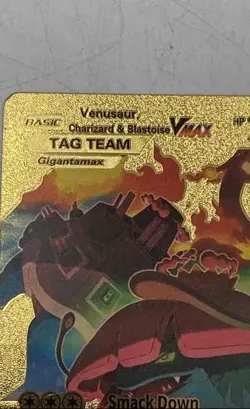 Venusaur,
BASIC Charizard & Blastoise VMAX HP
TAG TEAM
Gigantamax
Smack Down